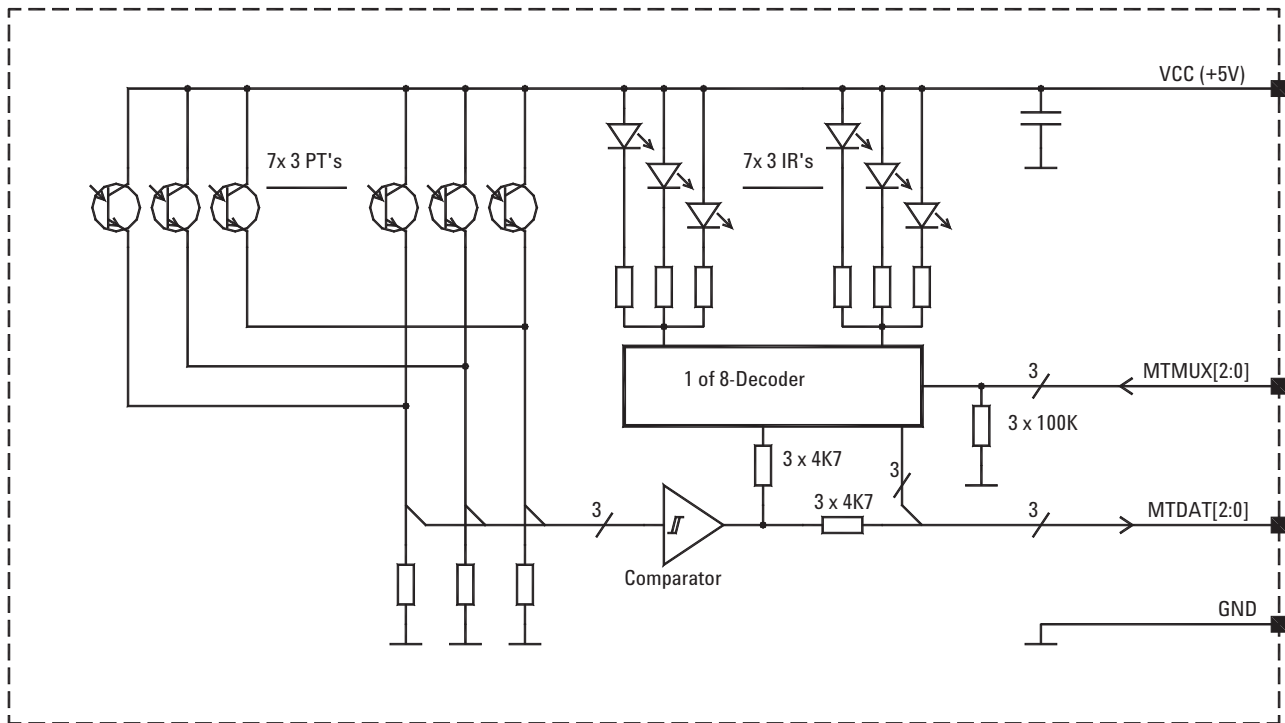 VCC (+5V)
7x 3 PT's
7x 3 IR's
1 of 8-Decoder
3
MTMUX[2:0]
3 x 100K
3 x 4K7
3
3 x 4K7
3
3
MTDAT[2:0]
Comparator
GND